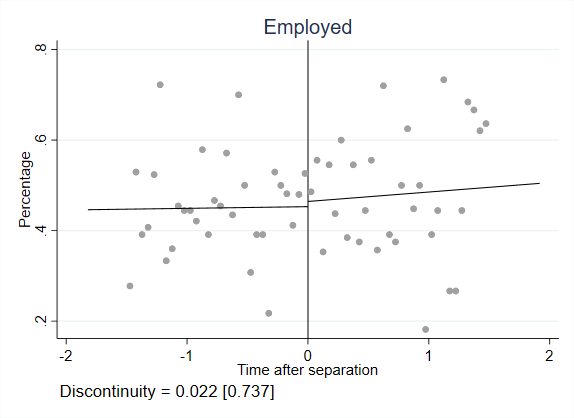 Employed
Percentage
.8
.6
.4
.2
-2 -1 0 1 2
Time after separation
Discontinuity = 0.022 [0.737]